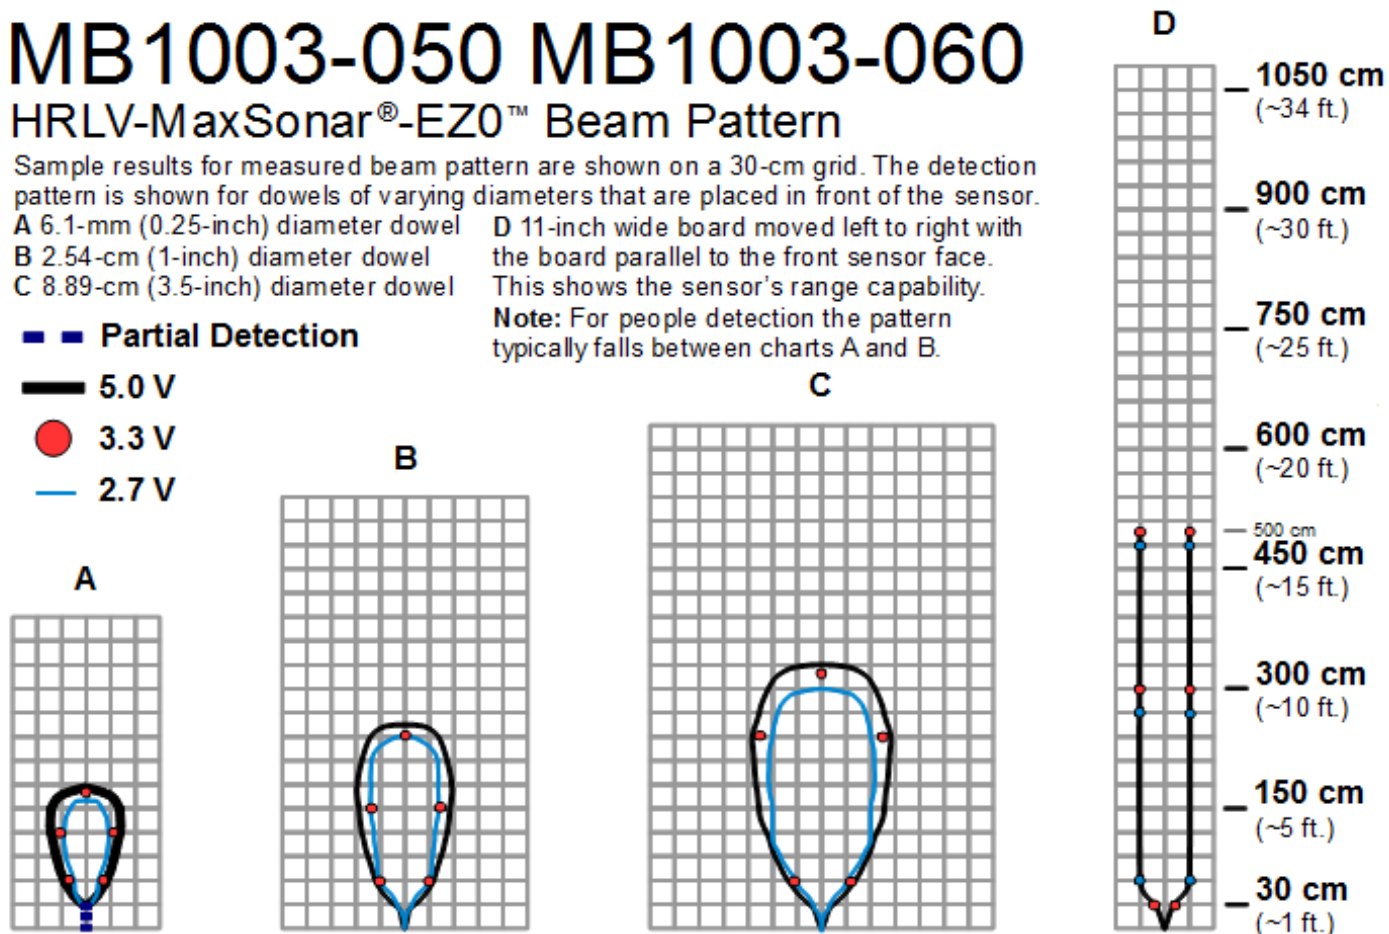 MB1003-050 MB1003-060
HRLV-MaxSonar®-EZ0™ Beam Pattern
Sample results for measured beam pattern are shown on a 30-cm grid. The detection
pattern is shown for dowels of varying diameters that are placed in front of the sensor.
A 6.1-mm (0.25-inch) diameter dowel
B 2.54-cm (1-inch) diameter dowel
C 8.89-cm (3.5-inch) diameter dowel
D 11-inch wide board moved left to right with
the board parallel to the front sensor face.
This shows the sensor's range capability.
Note: For people detection the pattern
typically falls between charts A and B.
Partial Detection
5.0 V
3.3 V
2.7 V
A
B
C
D
1050 cm
(~34 ft.)
900 cm
(~30 ft.)
750 cm
(~25 ft.)
600 cm
(~20 ft.)
500 cm
450 cm
(~15 ft.)
300 cm
(~10 ft.)
150 cm
(~5 ft.)
30 cm
(~1 ft.)